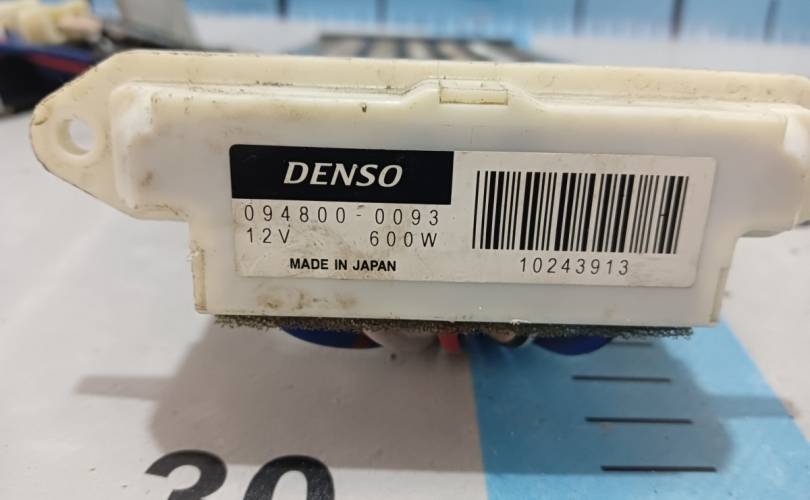 DENSO
094800-0093
12V 600W
MADE IN JAPAN
10243913
30